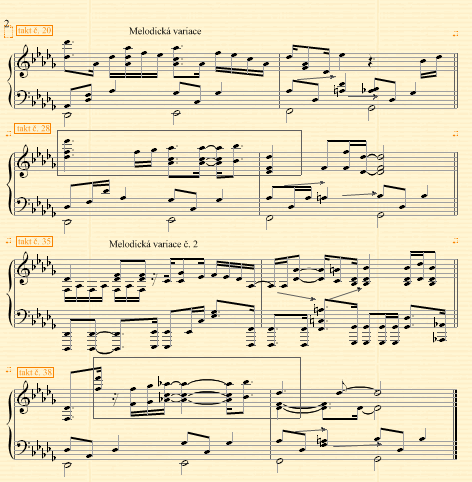 2.
takt č. 20
Melodická variace
takt č. 28
takt č. 35
Melodická variace č. 2
takt č. 38